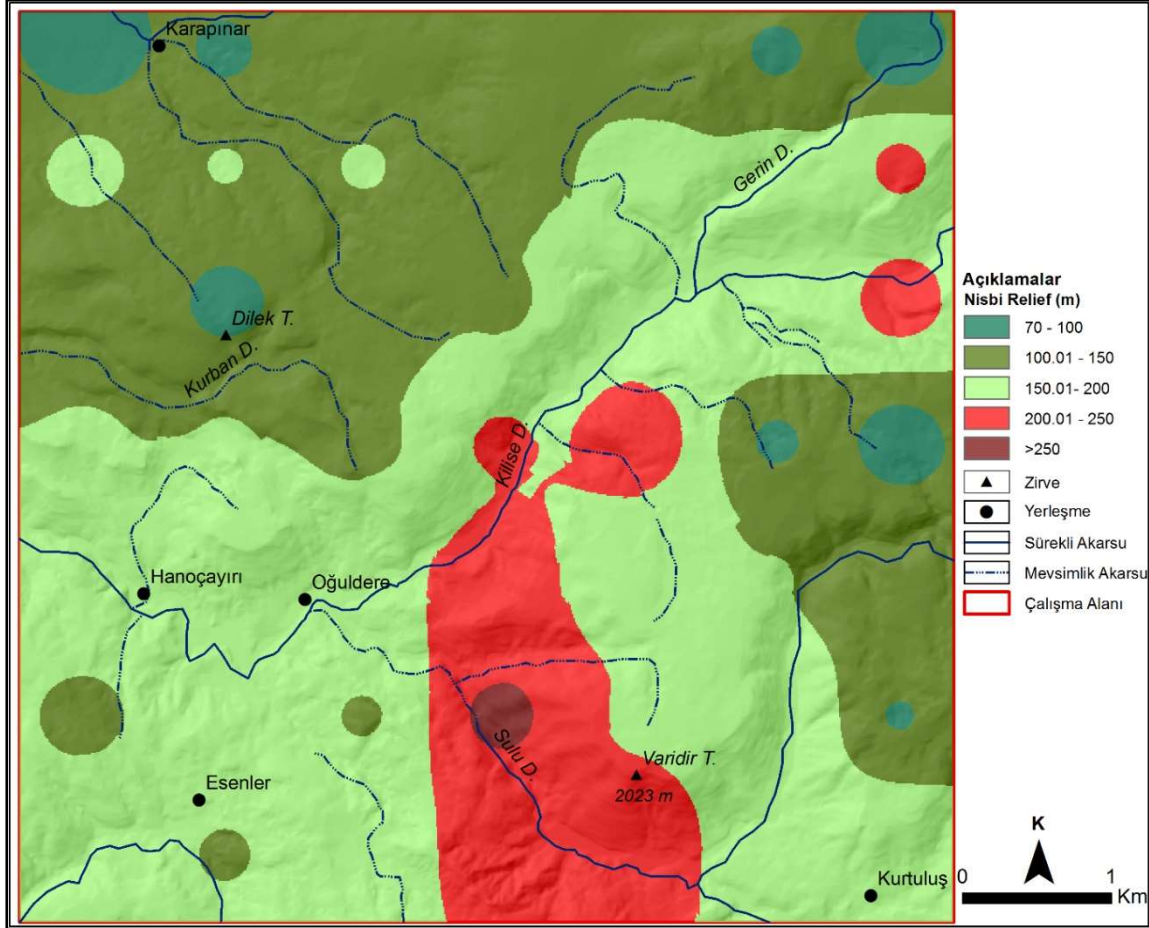 Karapınar
Gerin D.
Dilek T.
Kurban D.
Kilise D.
Hanoçayırı
Oğuldere
Sulu D.
Varidir T.
2023 m
Esenler
Kurtuluş
Açıklamalar
Nisbi Relief (m)
70 - 100
100.01 - 150
150.01- 200
200.01 - 250
>250
Zirve
Yerleşme
Sürekli Akarsu
Mevsimlik Akarsu
Çalışma Alanı
K
0 1
Km